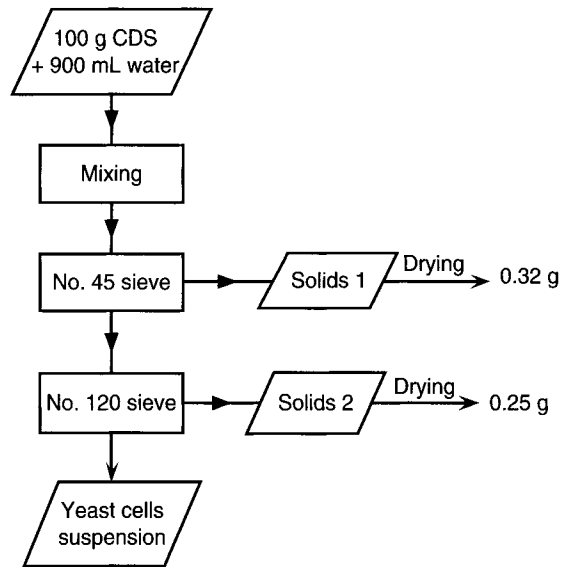 100 g CDS
+ 900 mL water
Mixing
No. 45 sieve
Solids 1
Drying
0.32 g
No. 120 sieve
Solids 2
Drying
0.25 g
Yeast cells
suspension